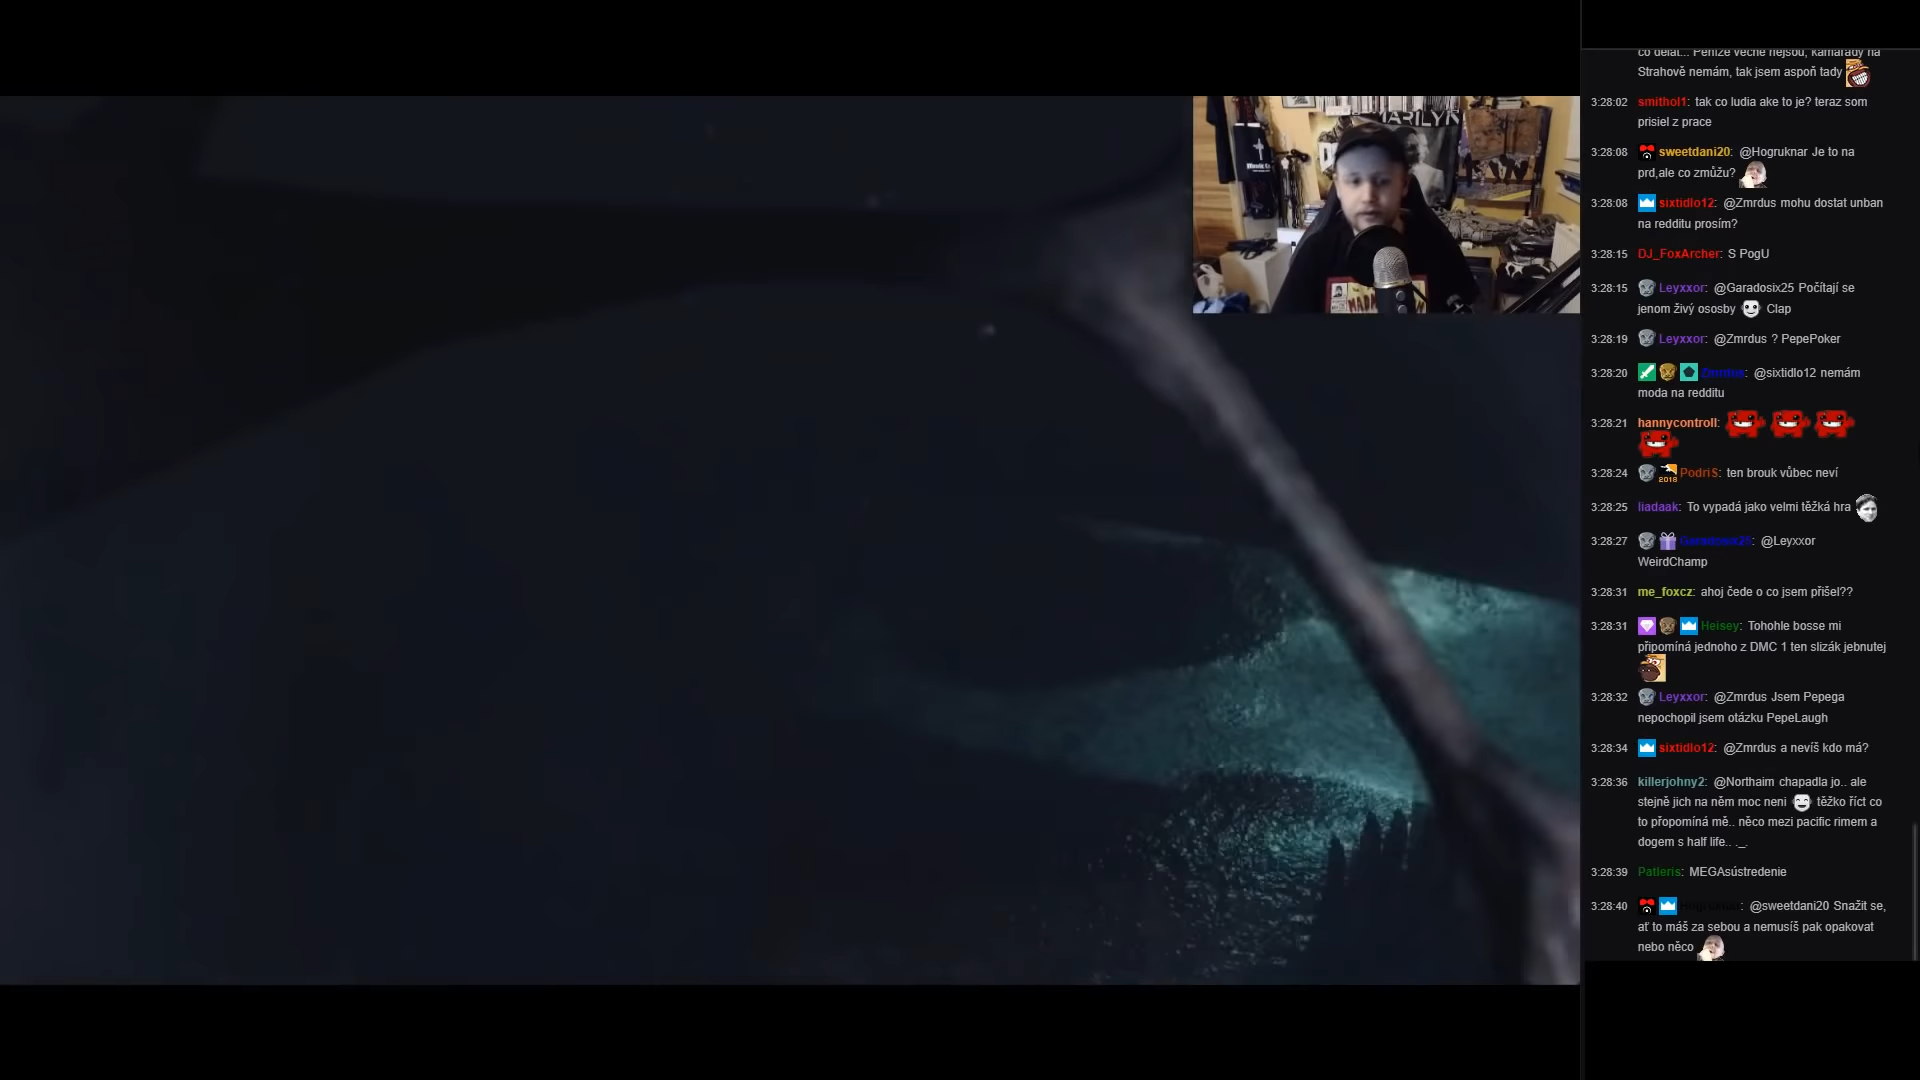 MARILYN
co dělat... Peníze věčné nejsou, kamarády na
Strahově nemám, tak jsem aspoň tady
3:28:02 smithol1: tak co ludia ake to je? teraz som
prisiel z prace
3:28:08 sweetdani20: @Hogruknar Je to na
prd,ale co zmůžu?
3:28:08 sixtidlo12: @Zmrdus mohu dostat unban
na redditu prosím?
3:28:15 DJ_FoxArcher: S PogU
3:28:15 Leyxxor: @Garadosix25 Počítají se
jenom živý ososby Clap
3:28:19 Leyxxor: @Zmrdus ? PepePoker
3:28:20 Zmrdus: @sixtidlo12 nemám
moda na redditu
3:28:21 hannycontroll:
3:28:24 2018 PodriS: ten brouk vůbec neví
3:28:25 liadaak: To vypadá jako velmi těžká hra
3:28:27 Garadosix25: @Leyxxor
WeirdChamp
3:28:31 me_foxcz: ahoj čede o co jsem přišel??
3:28:31 Heisey: Tohohle bosse mi
připomíná jednoho z DMC 1 ten slizák jebnutej
3:28:32 Leyxxor: @Zmrdus Jsem Pepega
nepochopil jsem otázku PepeLaugh
3:28:34 sixtidlo12: @Zmrdus a nevíš kdo má?
3:28:36 killerjohny2: @Northaim chapadla jo.. ale
stejně jich na něm moc neni těžko říct co
to přopomíná mě.. něco mezi pacific rimem a
dogem s half life.. ._.
3:28:39 Patleris: MEGAsústredenie
3:28:40 Hogruknar: @sweetdani20 Snažit se,
ať to máš za sebou a nemusíš pak opakovat
nebo něco